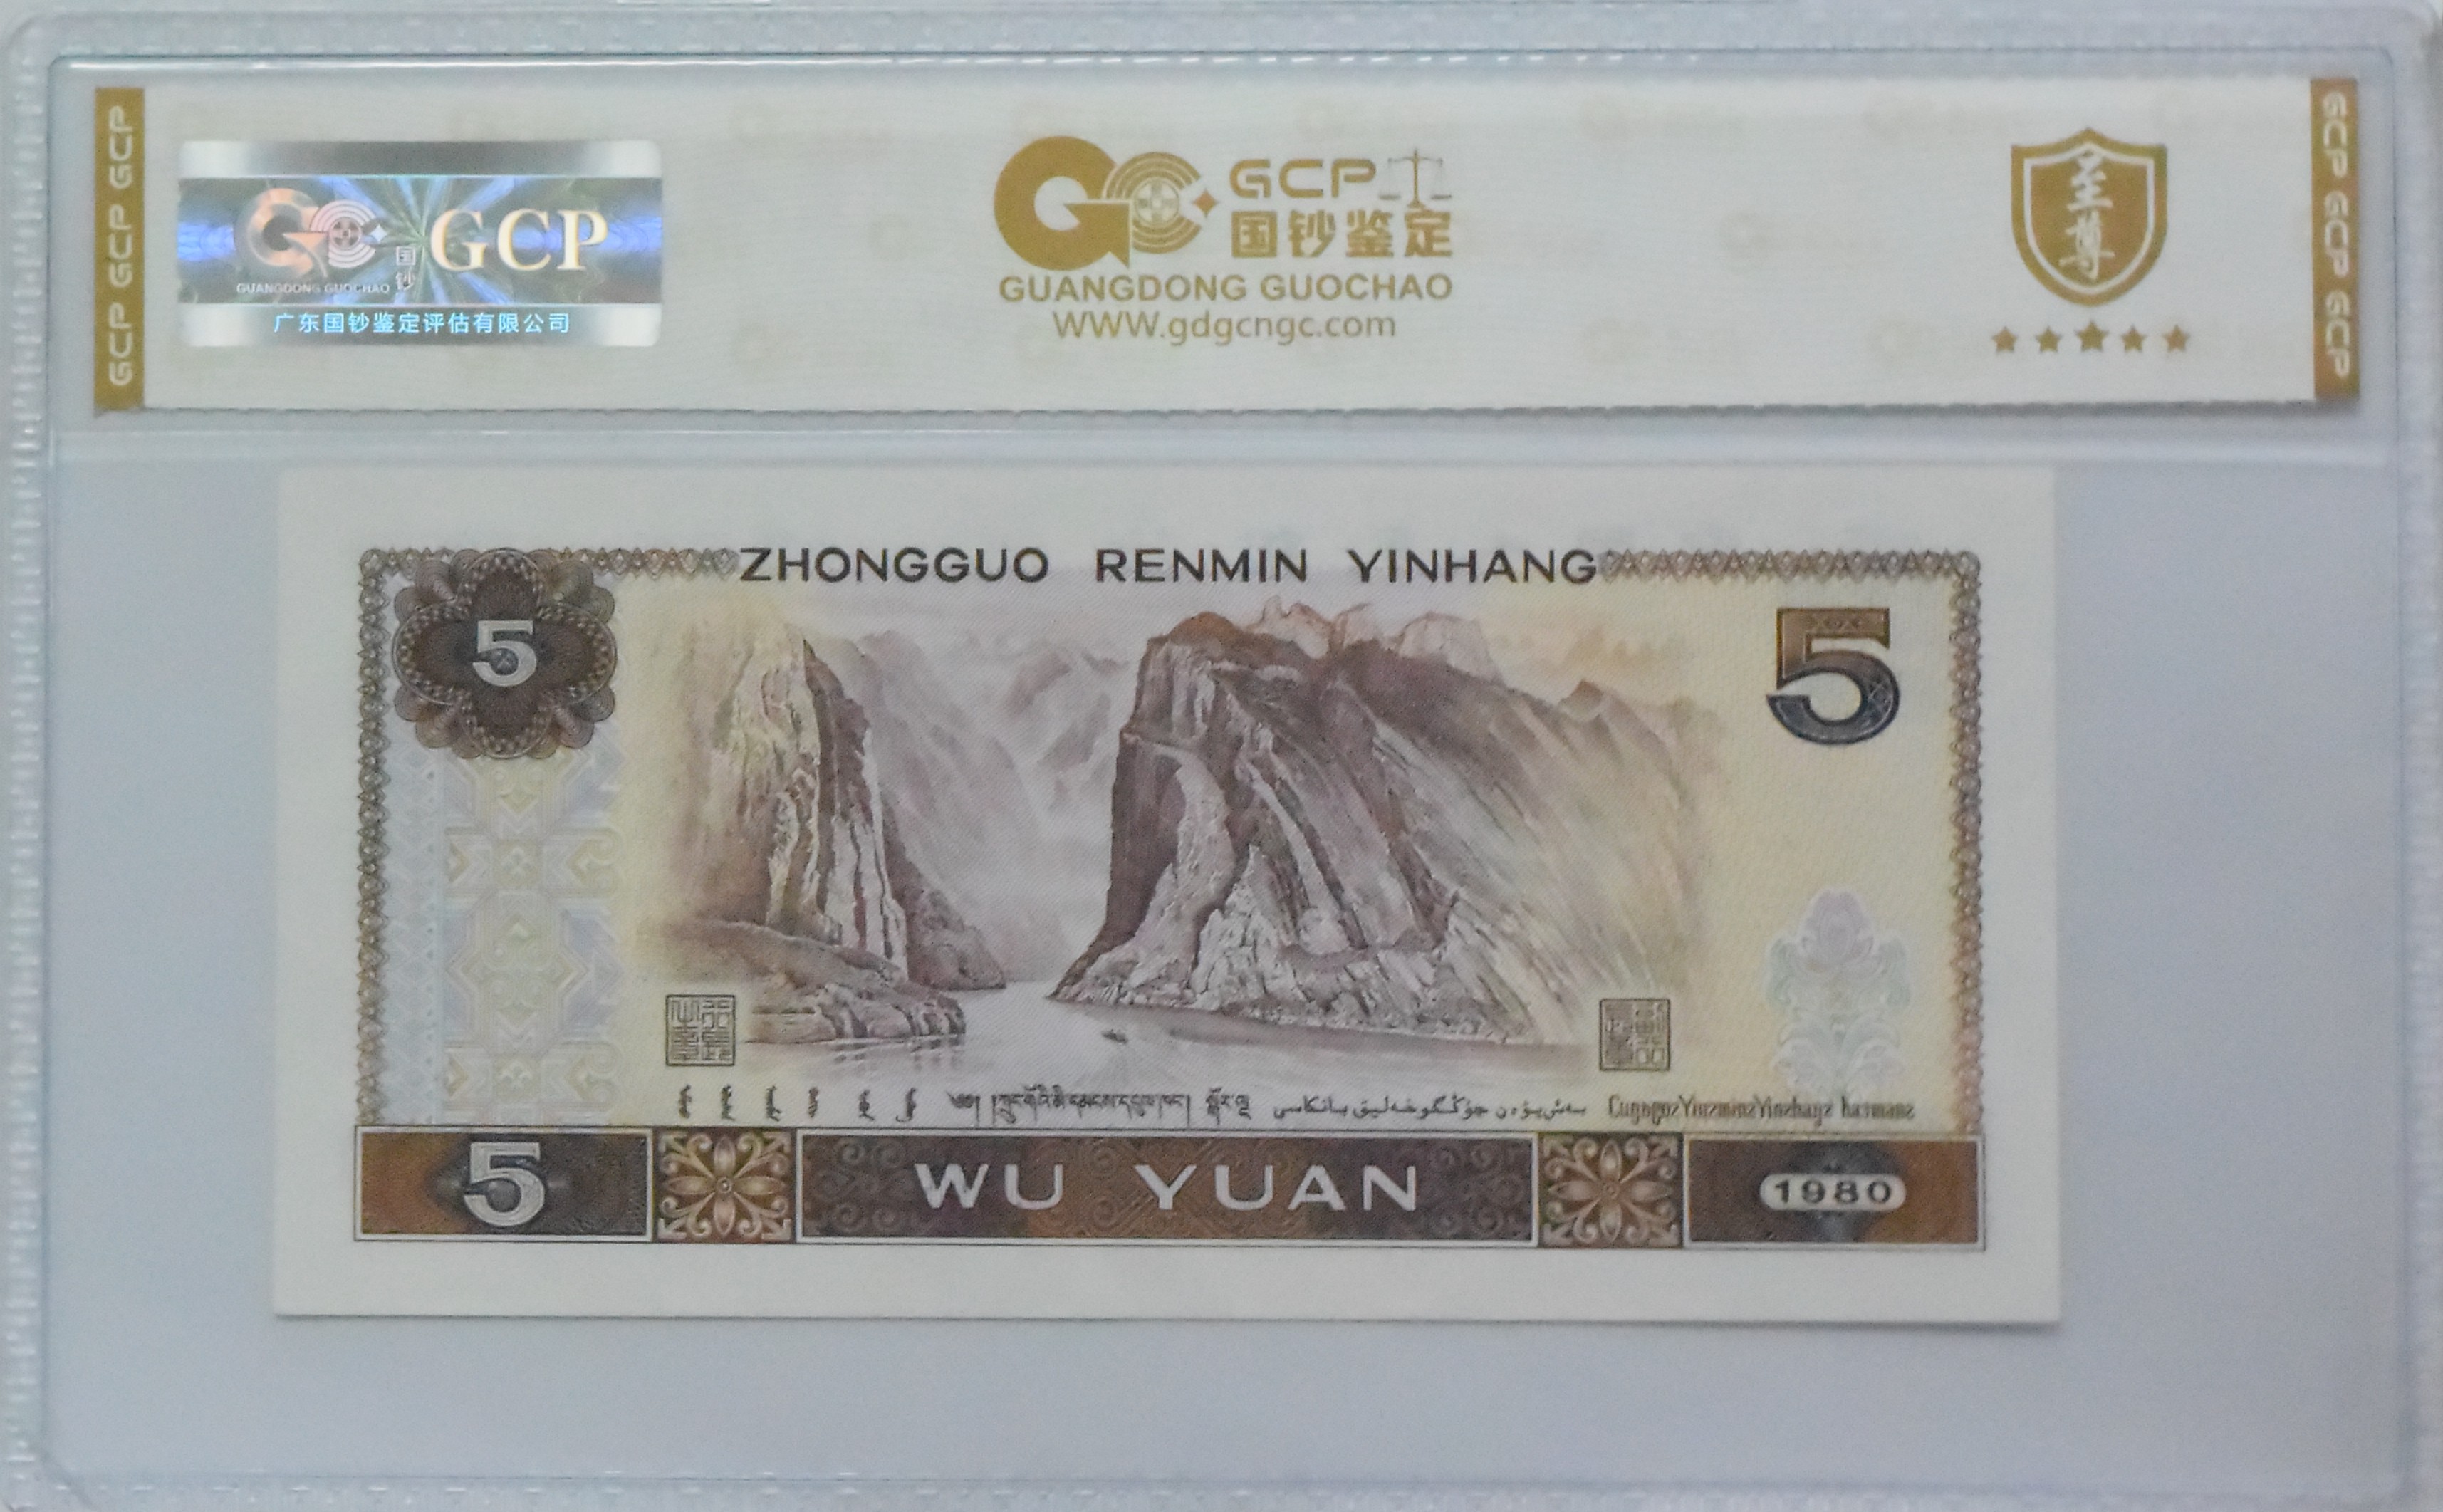 GCP GCP GCP
GCP
国钞
GUANGDONG GUOCHAO
广东国钞鉴定评估有限公司
GCP
国钞鉴定
GUANGDONG GUOCHAO
WWW.gdgcngc.com
至尊
GCP GCP GCP
ZHONGGUO RENMIN YINHANG
5
5
5
WU YUAN
1980